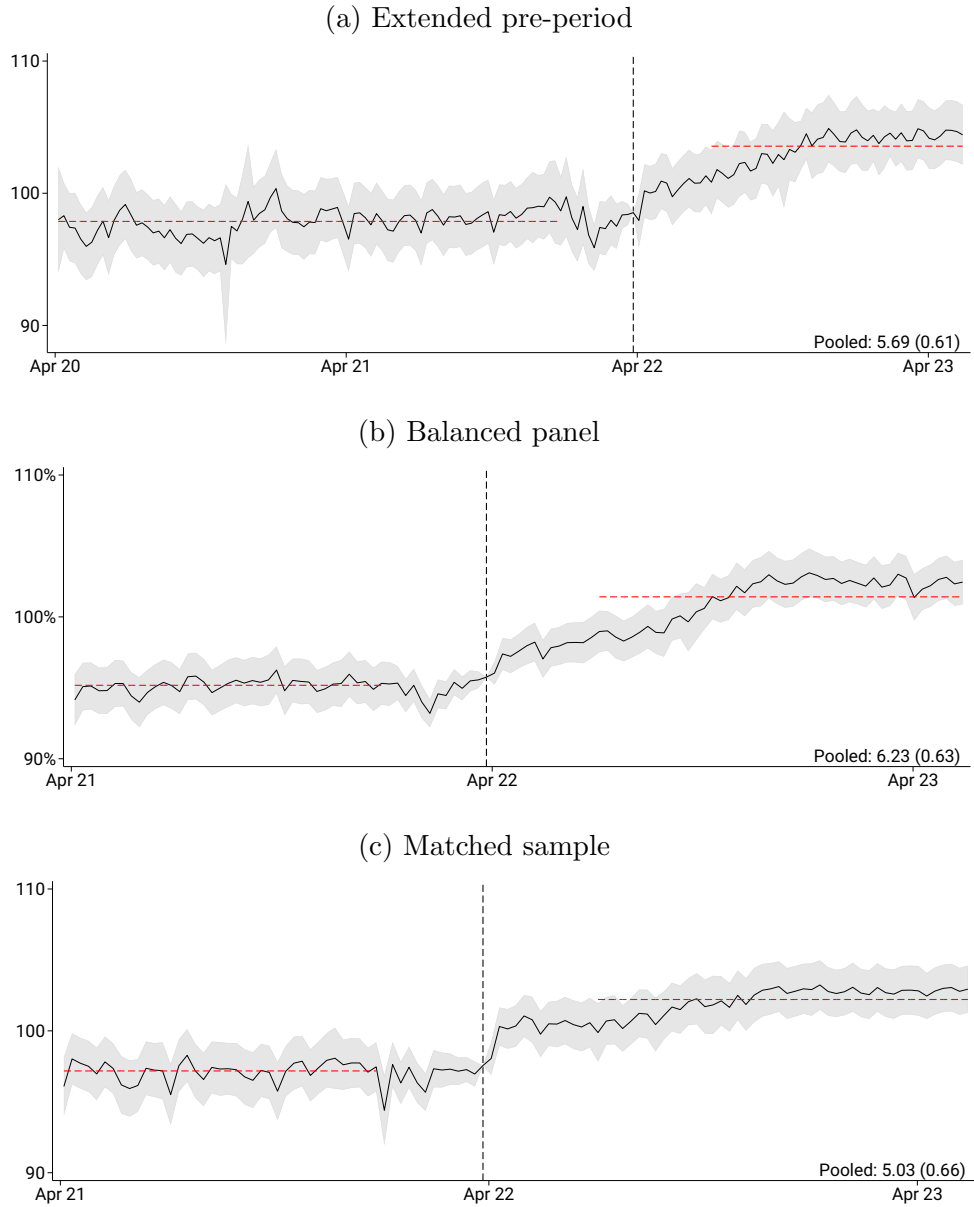 (a) Extended pre-period
110
100
90
Pooled: 5.69 (0.61)
Apr 20 Apr 21 Apr 22 Apr 23
(b) Balanced panel
110%
100%
90%
Pooled: 6.23 (0.63)
Apr 21 Apr 22 Apr 23
(c) Matched sample
110
100
90
Pooled: 5.03 (0.66)
Apr 21 Apr 22 Apr 23